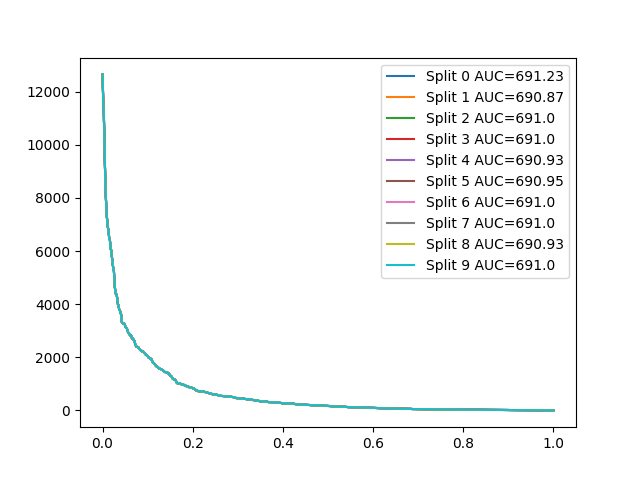 12000
10000
8000
6000
4000
2000
0
0.0 0.2 0.4 0.6 0.8 1.0
Split 0 AUC=691.23
Split 1 AUC=690.87
Split 2 AUC=691.0
Split 3 AUC=691.0
Split 4 AUC=690.93
Split 5 AUC=690.95
Split 6 AUC=691.0
Split 7 AUC=691.0
Split 8 AUC=690.93
Split 9 AUC=691.0